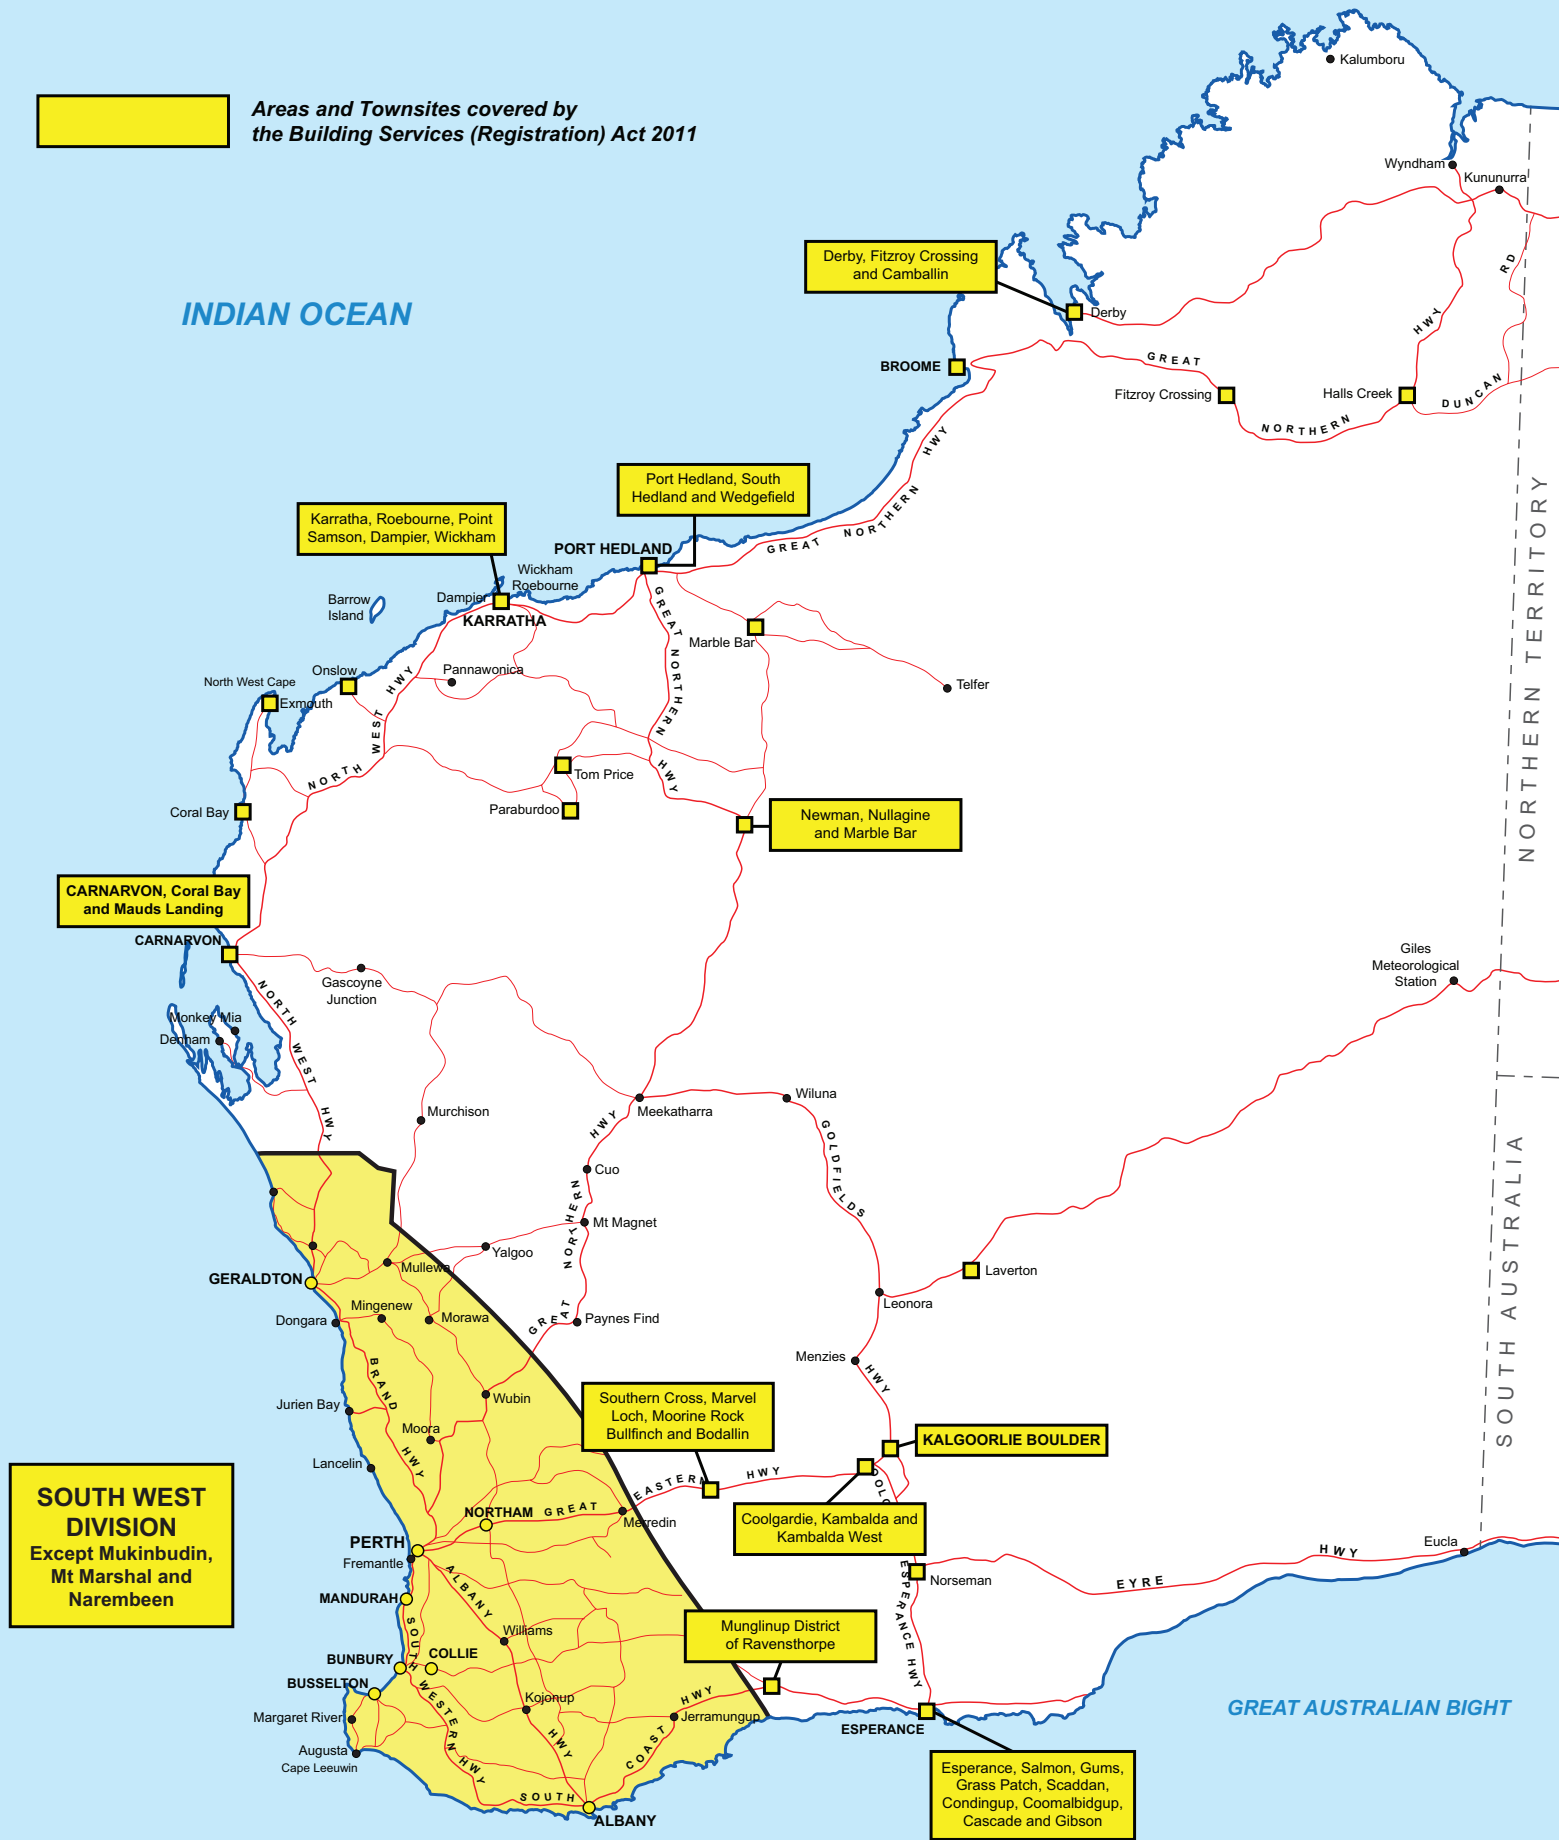 Kalumboru
Areas and Townsites covered by
the Building Services (Registration) Act 2011
Wyndham
Kununurra
Derby, Fitzroy Crossing
and Camballin
RD
INDIAN OCEAN
Derby
HWY
BROOME
GREAT
Fitzroy Crossing
Halls Creek
DUNCAN
NORTHERN
HWY
Port Hedland, South
Hedland and Wedgefield
NORTHERN TERRITORY
Karratha, Roebourne, Point
Samson, Dampier, Wickham
GREAT NORTHERN
PORT HEDLAND
Wickham
Roebourne
Barrow
Island
Dampier
KARRATHA
GREAT NORTHERN
HWY
Marble Bar
Onslow
Pannawonica
Telfer
North West Cape
Exmouth
NORTH WEST HWY
Tom Price
Paraburdoo
Coral Bay
Newman, Nullagine
and Marble Bar
CARNARVON, Coral Bay
and Mauds Landing
CARNARVON
Giles
Meteorological
Station
Gascoyne
Junction
NORTH WEST HWY
Monkey Mia
Denham
Wiluna
Murchison
Meekatharra
HWY
GOLDFIELDS
SOUTH AUSTRALIA
Cuo
NORTHERN
Mt Magnet
Yalgoo
Mullewa
Laverton
GERALDTON
Leonora
Mingenew
Morawa
GREAT
Paynes Find
Dongara
Menzies
HWY
BRAND HWY
Wubin
Southern Cross, Marvel
Loch, Moorine Rock
Bullfinch and Bodallin
Jurien Bay
Moora
KALGOORLIE BOULDER
Lancelin
EASTERN HWY
COOLG
SOUTH WEST
DIVISION
Except Mukinbudin,
Mt Marshal and
Narembeen
NORTHAM
GREAT
Merredin
Coolgardie, Kambalda and
Kambalda West
PERTH
Fremantle
Eucla
HWY
EYRE
ALBANY
ESPERANCE HWY
Norseman
MANDURAH
Williams
Munglinup District
of Ravensthorpe
SOUTH WESTERN HWY
BUNBURY
COLLIE
BUSSELTON
Kojonup
HWY
HWY
Jerramungup
Margaret River
ESPERANCE
GREAT AUSTRALIAN BIGHT
COAST
Augusta
Cape Leeuwin
SOUTH
ALBANY
Esperance, Salmon, Gums,
Grass Patch, Scaddan,
Condingup, Coomalbidgup,
Cascade and Gibson